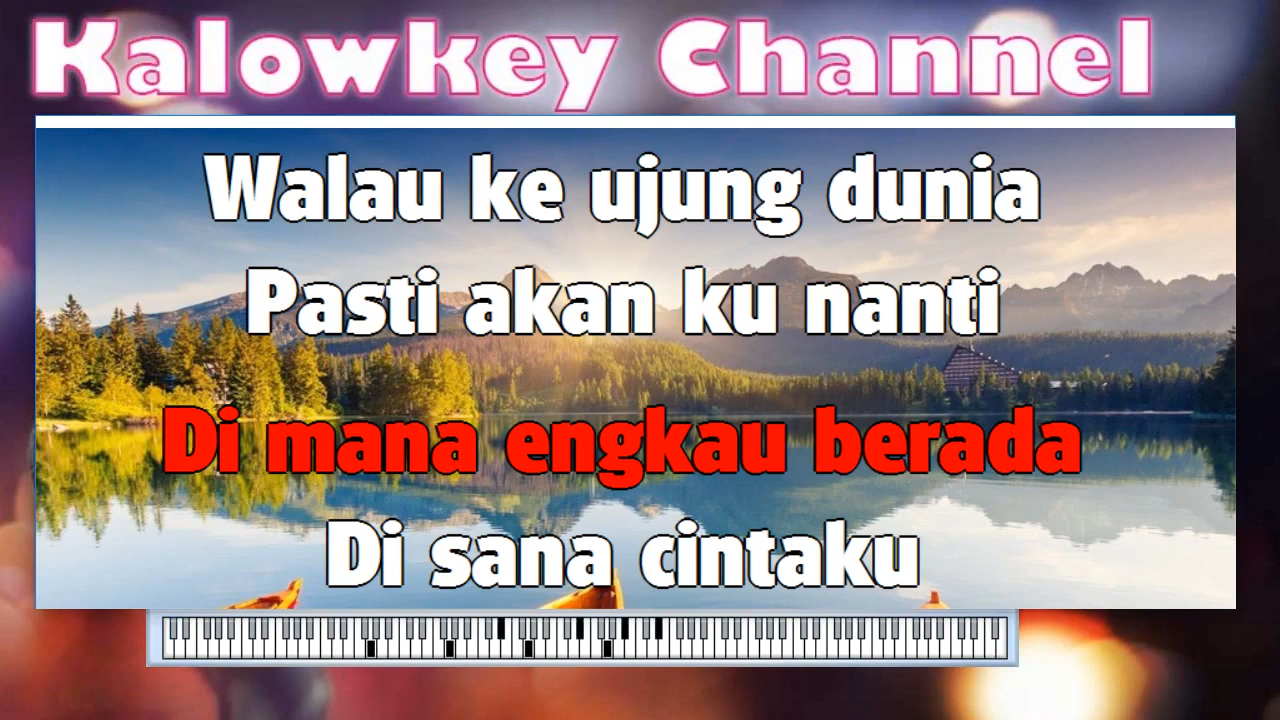 Kalowkey Channel
Walau ke ujung dunia
Pasti akan ku nanti
Di mana engkau berada
Di sana cintaku